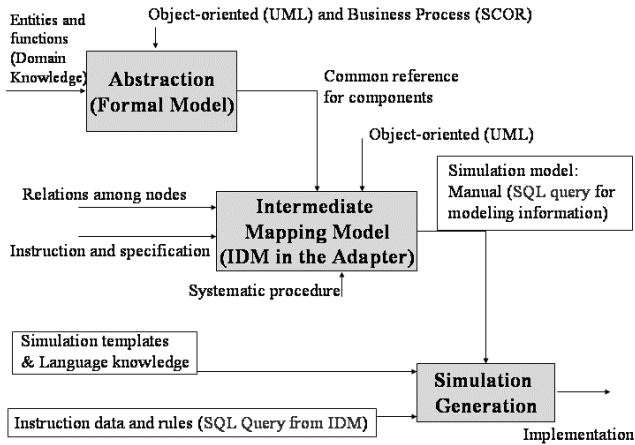 Object-oriented (UML) and Business Process (SCOR)
Entities and
functions
(Domain
Knowledge)
Abstraction
(Formal Model)
Common reference
for components
Object-oriented (UML)
Simulation model:
Manual (SQL query for
modeling information)
Relations among nodes
Intermediate
Mapping Model
(IDM in the Adapter)
Instruction and specification
Systematic procedure
Simulation templates
& Language knowledge
Simulation
Generation
Instruction data and rules (SQL Query from IDM)
Implementation